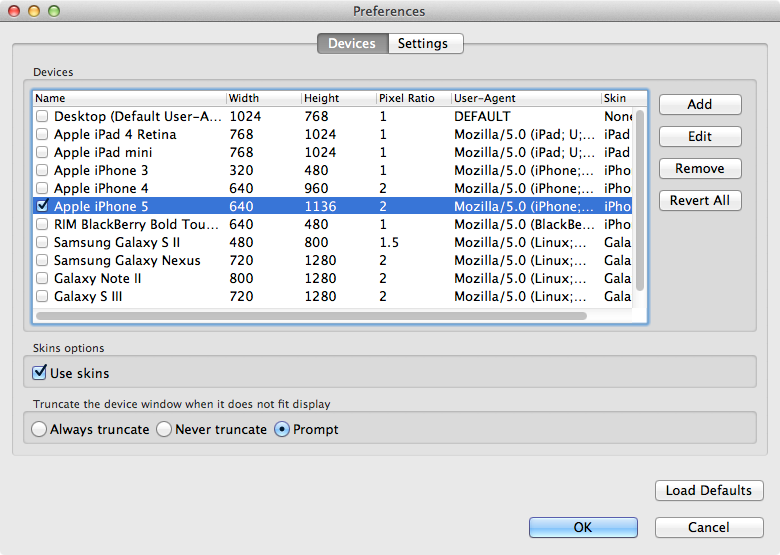 Preferences
Devices Settings
Devices
Name Width Height Pixel Ratio User-Agent Skin
Desktop (Default User-A... 1024 768 1 DEFAULT None
Apple iPad 4 Retina 768 1024 1 Mozilla/5.0 (iPad; U;... iPad
Apple iPad mini 768 1024 1 Mozilla/5.0 (iPad; U;... iPad
Apple iPhone 3 320 480 1 Mozilla/5.0 (iPhone;... iPho
Apple iPhone 4 640 960 2 Mozilla/5.0 (iPhone;... iPho
Apple iPhone 5 640 1136 2 Mozilla/5.0 (iPhone;... iPho
RIM BlackBerry Bold Tou... 640 480 1 Mozilla/5.0 (BlackBe... iPho
Samsung Galaxy S II 480 800 1.5 Mozilla/5.0 (Linux;... Gala
Samsung Galaxy Nexus 720 1280 2 Mozilla/5.0 (Linux;... Gala
Galaxy Note II 800 1280 2 Mozilla/5.0 (Linux;... Gala
Galaxy S III 720 1280 2 Mozilla/5.0 (Linux;... Gala
Add
Edit
Remove
Revert All
Skins options
Use skins
Truncate the device window when it does not fit display
Always truncate Never truncate Prompt
Load Defaults
OK Cancel